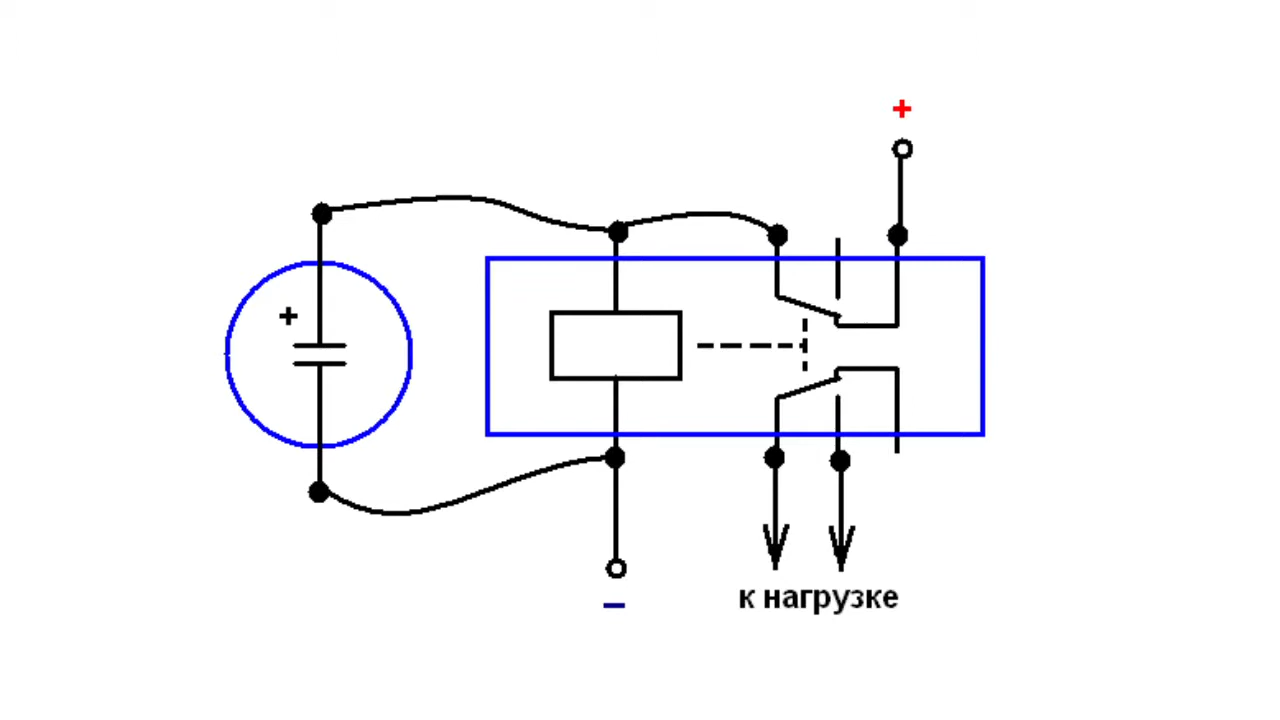 +
+
–
к нагрузке